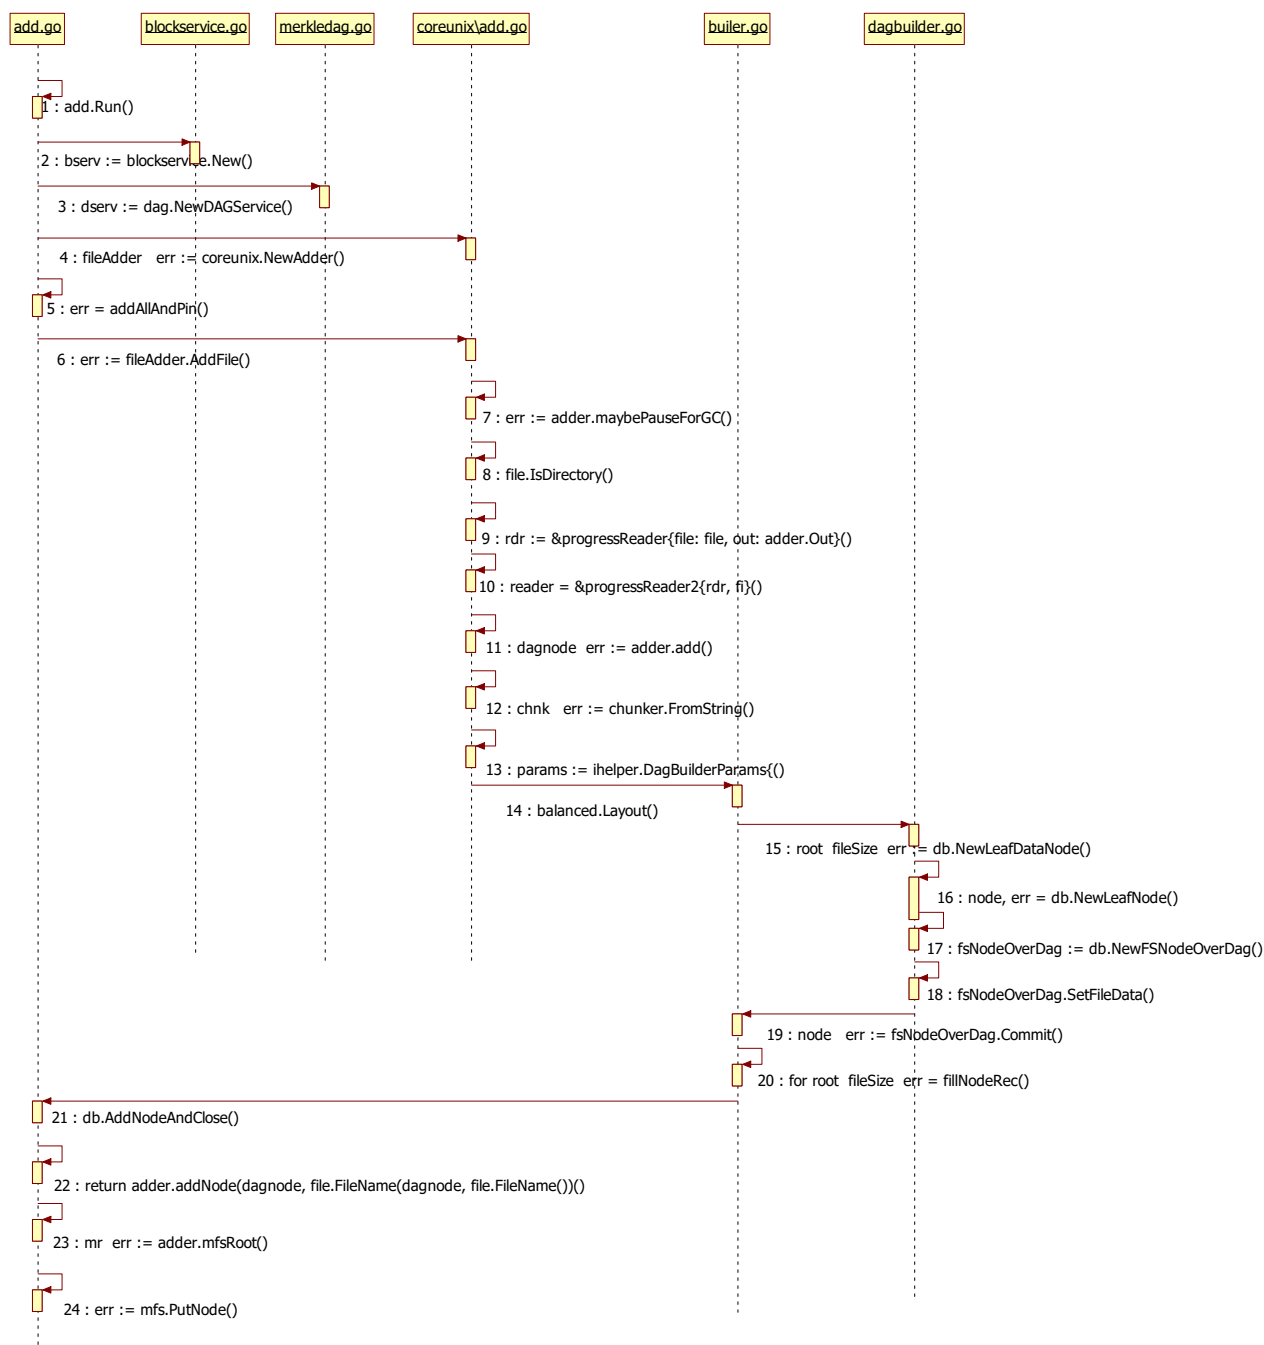 add.go
blockservice.go
merkledag.go
coreunix\add.go
builer.go
dagbuilder.go
1 : add.Run()
2 : bserv := blockservice.New()
3 : dserv := dag.NewDAGService()
4 : fileAdder   err := coreunix.NewAdder()
5 : err = addAllAndPin()
6 : err := fileAdder.AddFile()
7 : err := adder.maybePauseForGC()
8 : file.IsDirectory()
9 : rdr := &progressReader{file: file, out: adder.Out}()
10 : reader = &progressReader2{rdr, fi}()
11 : dagnode  err := adder.add()
12 : chnk   err := chunker.FromString()
13 : params := ihelper.DagBuilderParams{()
14 : balanced.Layout()
15 : root  fileSize  err := db.NewLeafDataNode()
16 : node, err = db.NewLeafNode()
17 : fsNodeOverDag := db.NewFSNodeOverDag()
18 : fsNodeOverDag.SetFileData()
19 : node   err := fsNodeOverDag.Commit()
20 : for root  fileSize  err = fillNodeRec()
21 : db.AddNodeAndClose()
22 : return adder.addNode(dagnode, file.FileName(dagnode, file.FileName())()
23 : mr  err := adder.mfsRoot()
24 : err := mfs.PutNode()